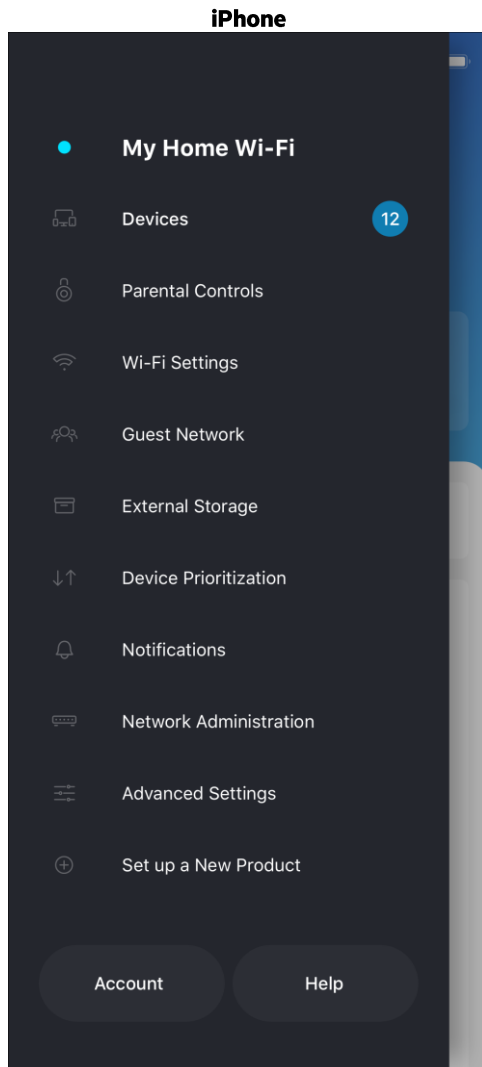 iPhone
My Home Wi-Fi
Devices 12
Parental Controls
Wi-Fi Settings
Guest Network
External Storage
Device Prioritization
Notifications
Network Administration
Advanced Settings
Set up a New Product
Account Help